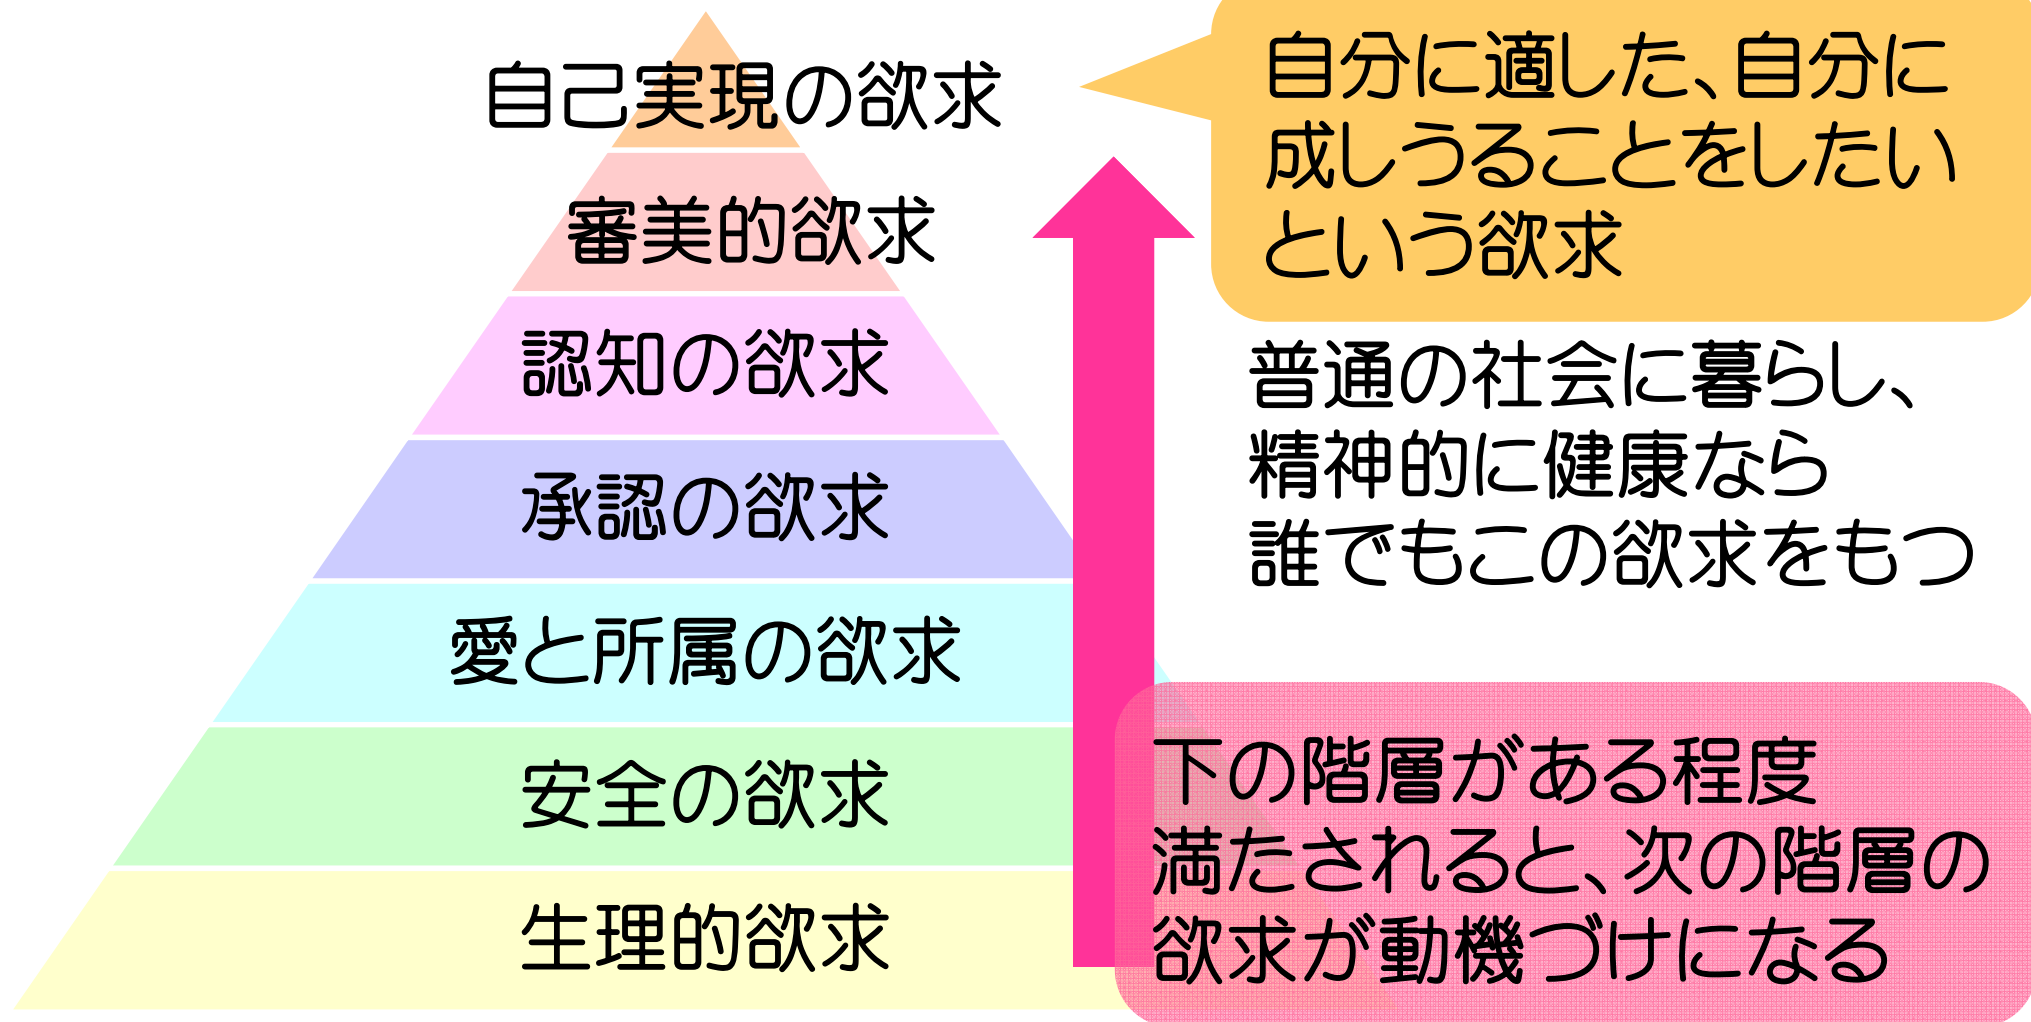 自己実現の欲求
審美的欲求
認知の欲求
承認の欲求
愛と所属の欲求
安全の欲求
生理的欲求
自分に適した、自分に
成しうることをしたい
という欲求
普通の社会に暮らし、
精神的に健康なら
誰でもこの欲求をもつ
下の階層がある程度
満たされると、次の階層の
欲求が動機づけになる